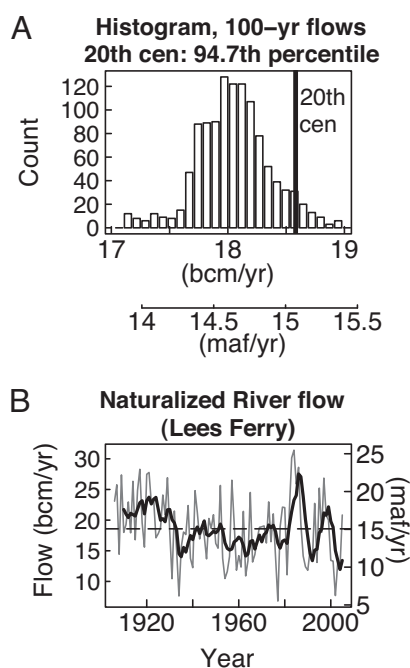 A
Histogram, 100–yr flows
20th cen: 94.7th percentile
Count
120
100
80
60
40
20
0
20th
cen
17 18 19
(bcm/yr)
14 14.5 15 15.5
(maf/yr)
B
Naturalized River flow
(Lees Ferry)
Flow (bcm/yr)
30
25
20
15
10
25
20
15
10
5
(maf/yr)
1920 1960 2000
Year